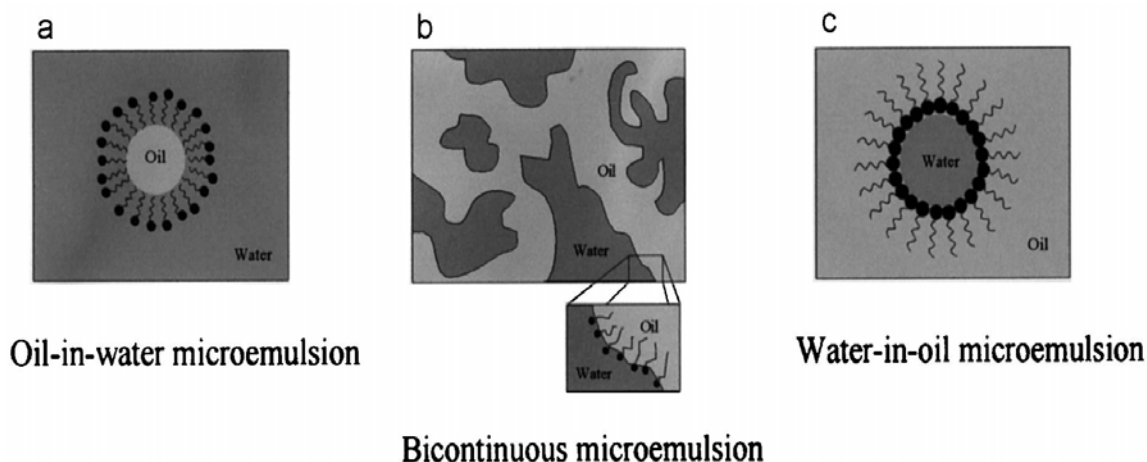 a
b
c
Oil
Water
Oil
Water
Oil
Water
Water
Oil
Oil-in-water microemulsion
Bicontinuous microemulsion
Water-in-oil microemulsion